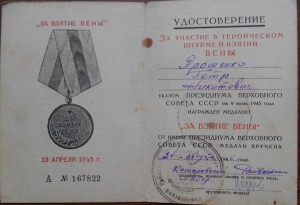 "ЗА ВЗЯТИЕ ВЕНЫ"
13 АПРЕЛЯ 1945 г.
А № 167822
УДОСТОВЕРЕНИЕ
ЗА УЧАСТИЕ В ГЕРОИЧЕСКОМ
ШТУРМЕ И ВЗЯТИИ
ВЕНЫ
Ярошенко
Петр
Никитович
УКАЗОМ ПРЕЗИДИУМА ВЕРХОВНОГО
СОВЕТА СССР от 9 июня 1945 года
НАГРАЖДЕН МЕДАЛЬЮ
"ЗА ВЗЯТИЕ ВЕНЫ"
От имени ПРЕЗИДИУМА ВЕРХОВНОГО
СОВЕТА СССР МЕДАЛЬ ВРУЧЕНА